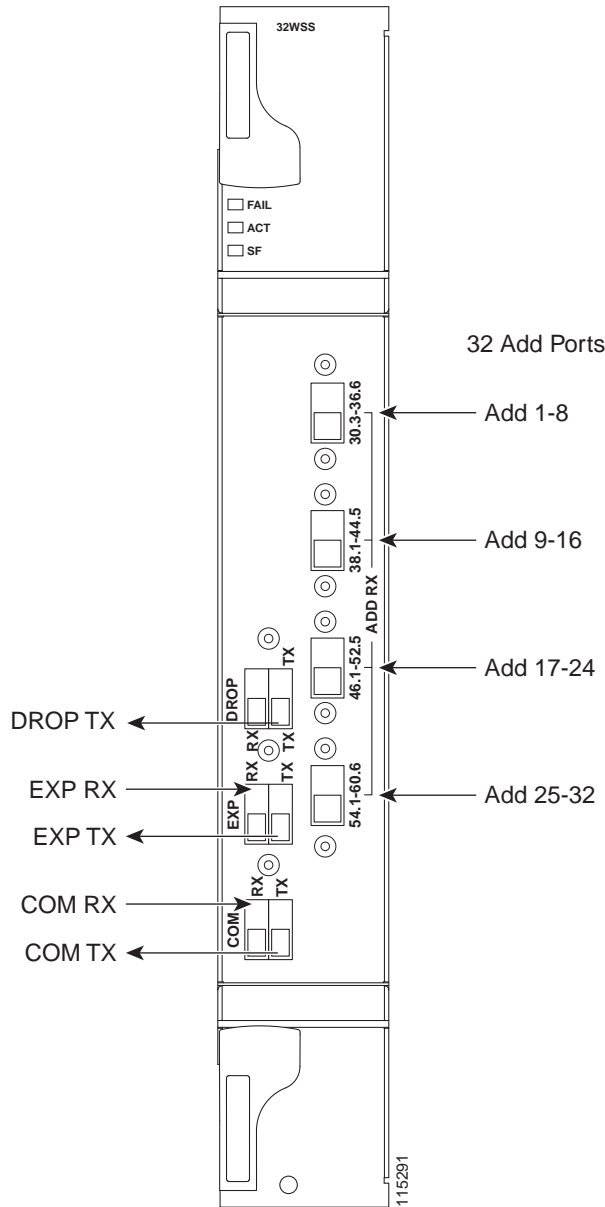 32WSS
FAIL
ACT
SF
32 Add Ports
30.3-36.6
Add 1-8
38.1-44.5
Add 9-16
ADD RX
46.1-52.5
Add 17-24
54.1-60.6
Add 25-32
TX
DROP
RX
TX
DROP TX
RX
EXP
EXP RX
EXP TX
RX
TX
COM
COM RX
COM TX
115291